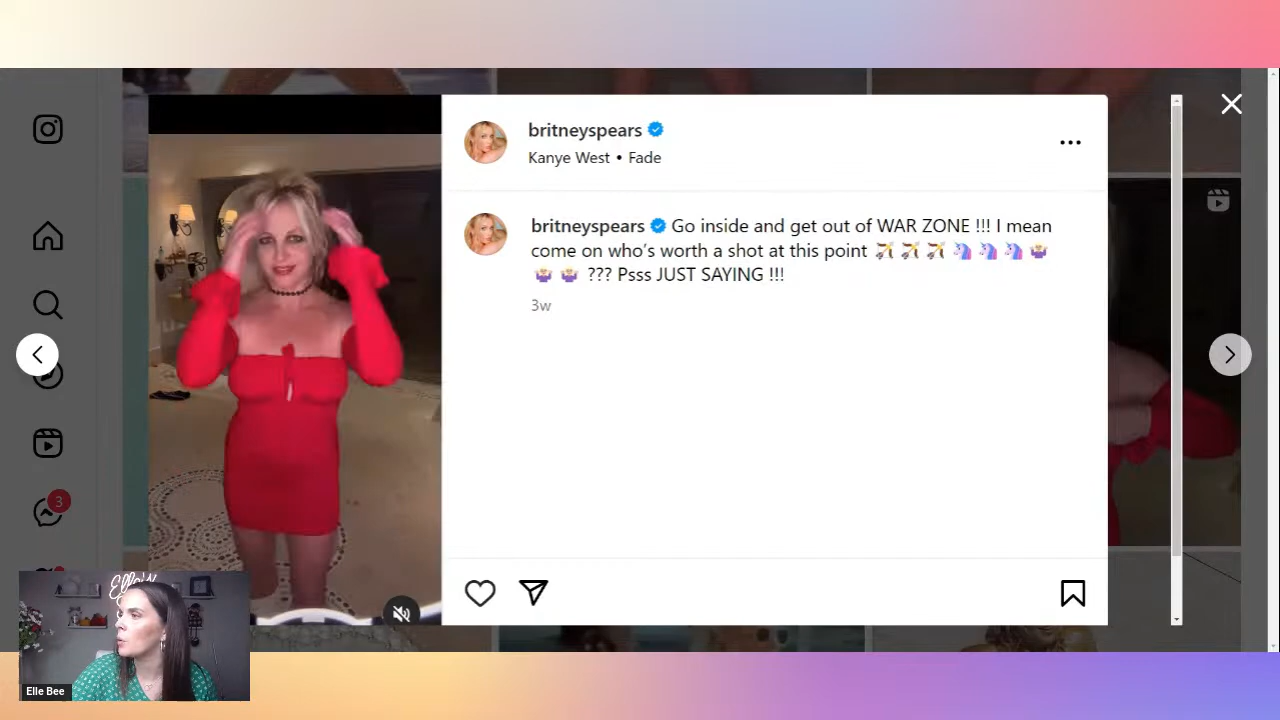 britneyspears
Kanye West • Fade
britneyspears Go inside and get out of WAR ZONE !!! I mean
come on who's worth a shot at this point 🔫 🔫 🔫 🦄 🦄 🦄 🤷‍♀️
🤷‍♀️ 🤷‍♀️ ??? Psss JUST SAYING !!!
3w
3
Elle Bee